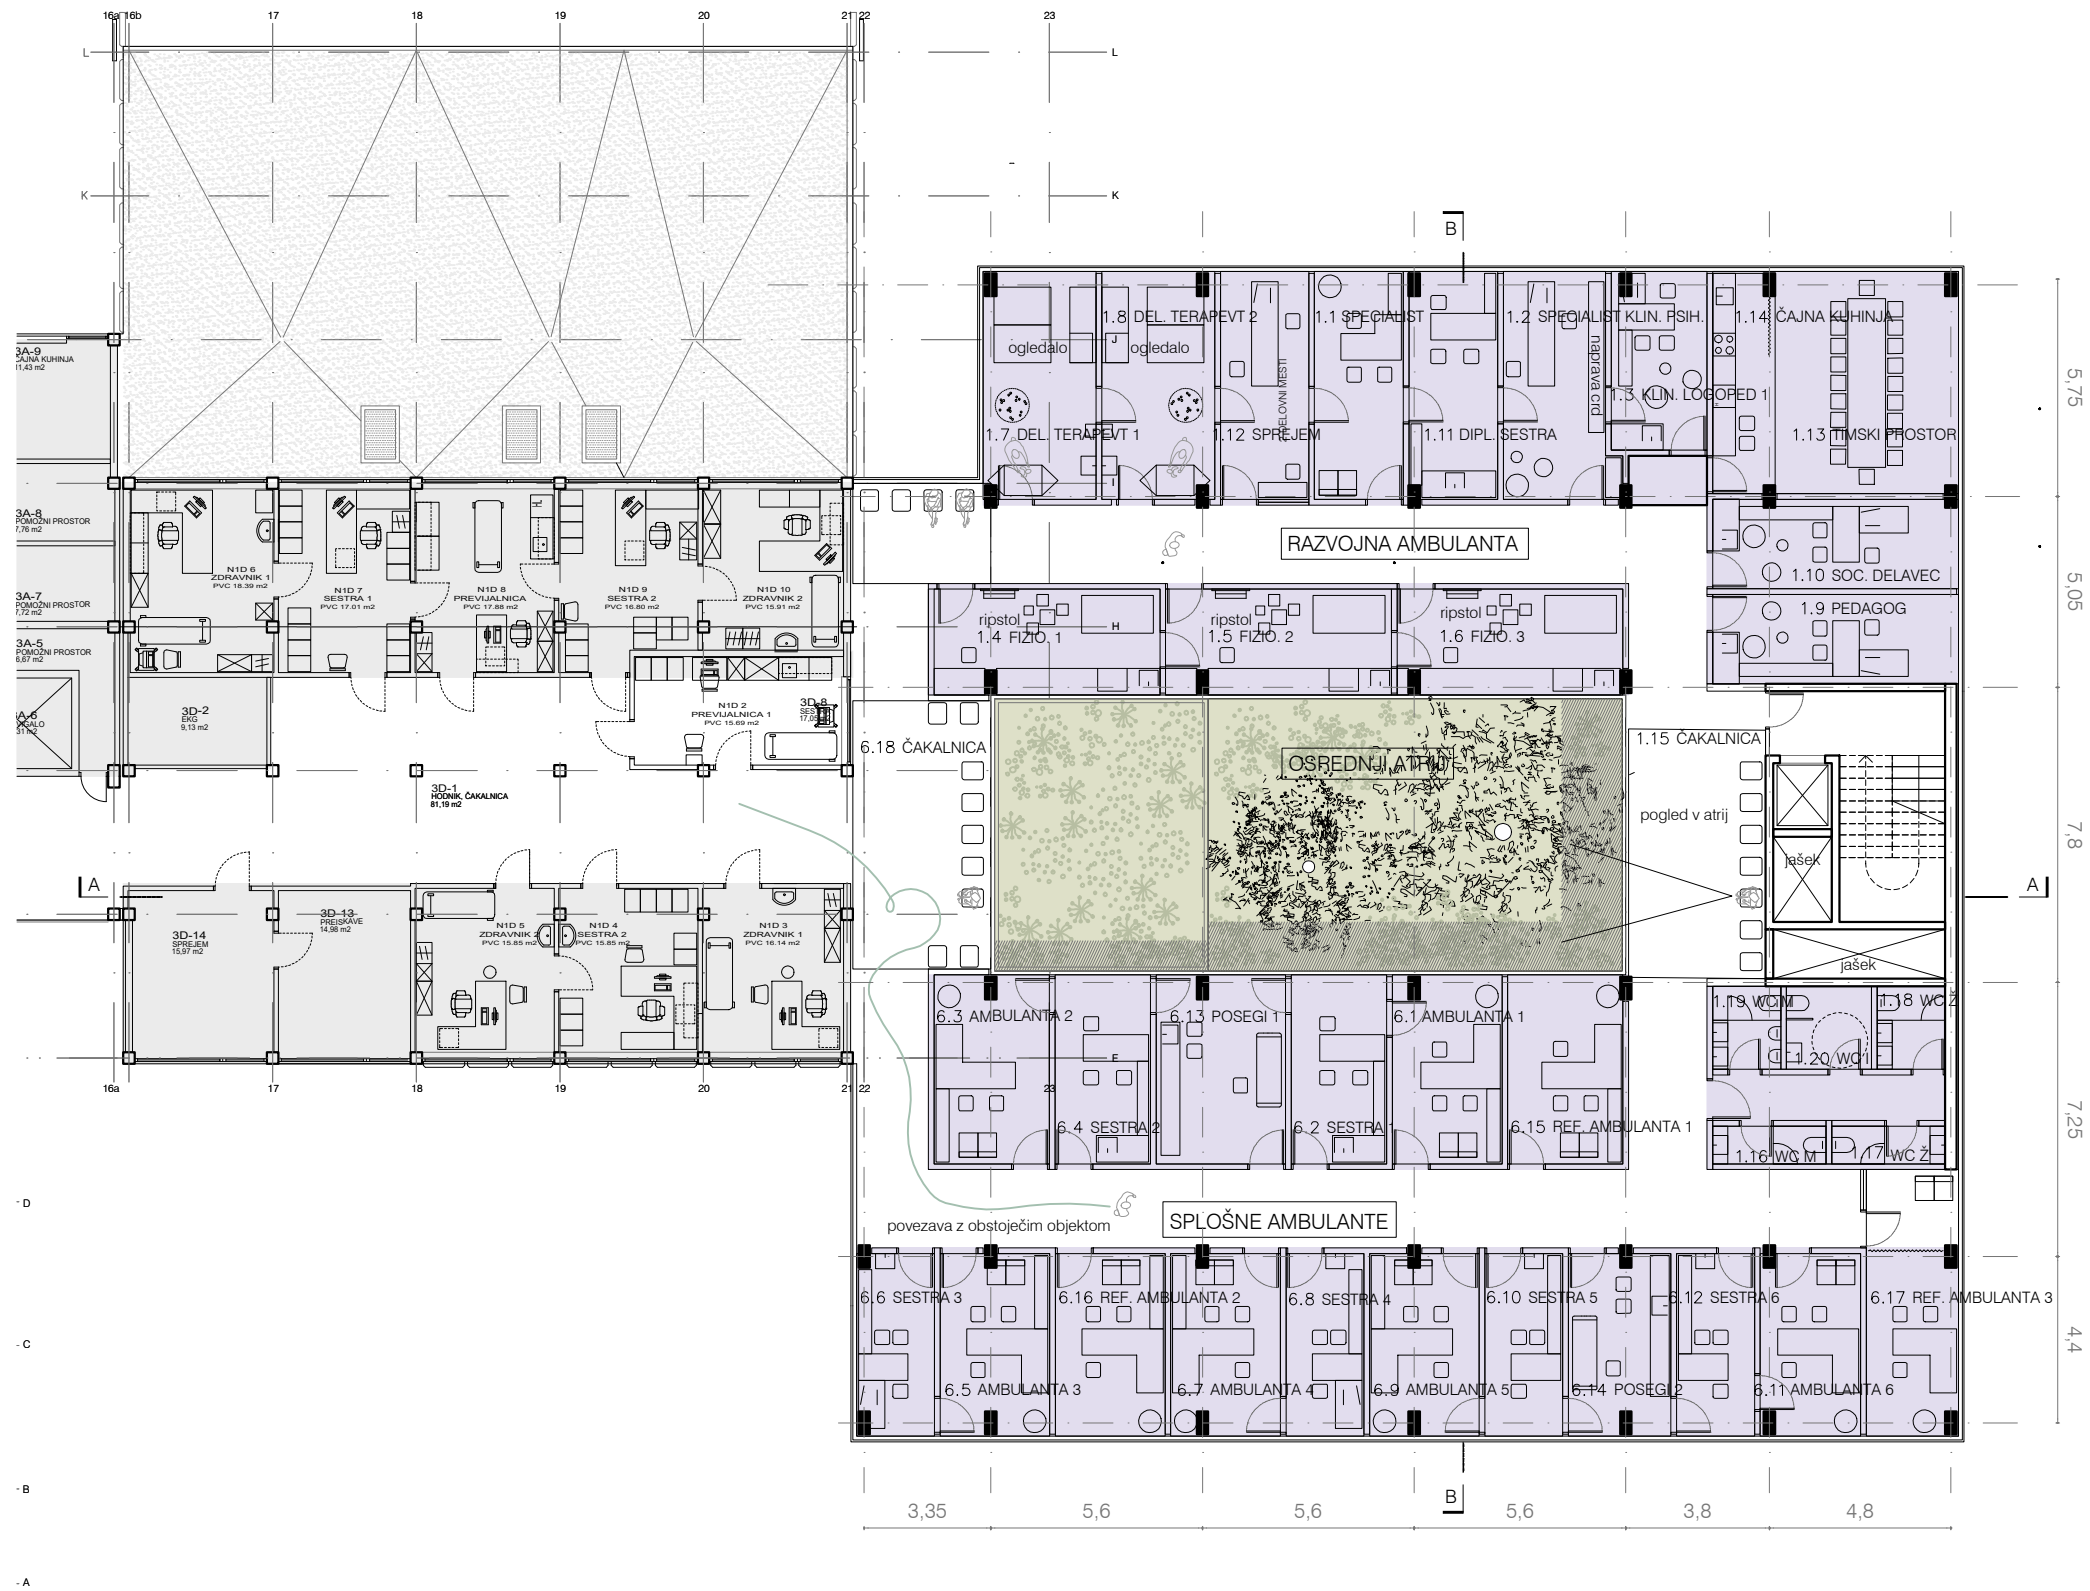 16a 16b 17 18 19 20 21 22 23
L L
K K
B
1.8 DEL. TERAPEVT 2
1.1 SPECIALIST
1.2 SPECIALIST KLIN. PSIH.
1.14 ČAJNA KUHINJA
ogledalo
J
ogledalo
naprava crd
1.3 KLIN. LOGOPED 1
1.7 DEL. TERAPEVT 1
1.12 SPREJEM
1.11 DIPL. SESTRA
1.13 TIMSKI PROSTOR
I
5,75
3A-9
ČAJNA KUHINJA
11,43 m2
3A-8
POMOŽNI PROSTOR
7,76 m2
3A-7
POMOŽNI PROSTOR
7,72 m2
3A-5
POMOŽNI PROSTOR
6,67 m2
N1D 6
ZDRAVNIK 1
PVC 18.39 m2
N1D 7
SESTRA 1
PVC 17.01 m2
N1D 8
PREVIJALNICA
PVC 17.88 m2
N1D 9
SESTRA 2
PVC 16.80 m2
N1D 10
ZDRAVNIK 2
PVC 15.91 m2
RAZVOJNA AMBULANTA
1.10 SOC. DELAVEC
1.9 PEDAGOG
5,05
ripstol
1.4 FIZIO. 1
H
ripstol
1.5 FIZIO. 2
ripstol
1.6 FIZIO. 3
3D-2
EKG
9,13 m2
N1D 2
PREVIJALNICA 1
PVC 15.69 m2
3D-8
3D-1
HODNIK, ČAKALNICA
81,19 m2
6.18 ČAKALNICA
OSREDNJI ATRIJ
1.15 ČAKALNICA
pogled v atrij
jašek
jašek
7,8
A A
3D-14
SPREJEM
15,97 m2
3D-13
PREISKAVE
14,98 m2
N1D 5
ZDRAVNIK 2
PVC 15.85 m2
N1D 4
SESTRA 2
PVC 15.85 m2
N1D 3
ZDRAVNIK 1
PVC 16.14 m2
6.3 AMBULANTA 2
6.13 POSEGI 1
6.1 AMBULANTA 1
1.19 WC M
1.18 WC Ž
1.20 WC I
F
16a 17 18 19 20 21 22 23
6.4 SESTRA 2
6.2 SESTRA 1
6.15 REF. AMBULANTA 1
1.16 WC M
1.17 WC Ž
7,25
D
povezava z obstoječim objektom
SPLOŠNE AMBULANTE
6.6 SESTRA 3
6.16 REF. AMBULANTA 2
6.8 SESTRA 4
6.10 SESTRA 5
6.12 SESTRA 6
6.17 REF. AMBULANTA 3
C
4,4
6.5 AMBULANTA 3
6.7 AMBULANTA 4
6.9 AMBULANTA 5
6.14 POSEGI 2
6.11 AMBULANTA 6
B
B
3,35 5,6 5,6 5,6 3,8 4,8
A